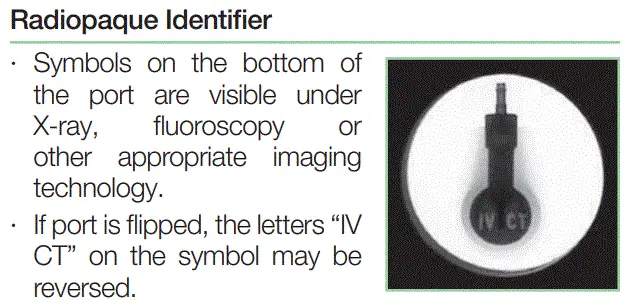 Radiopaque Identifier
· Symbols on the bottom of
the port are visible under
X-ray, fluoroscopy or
other appropriate imaging
technology.
· If port is flipped, the letters “IV
CT” on the symbol may be
reversed.
IV CT